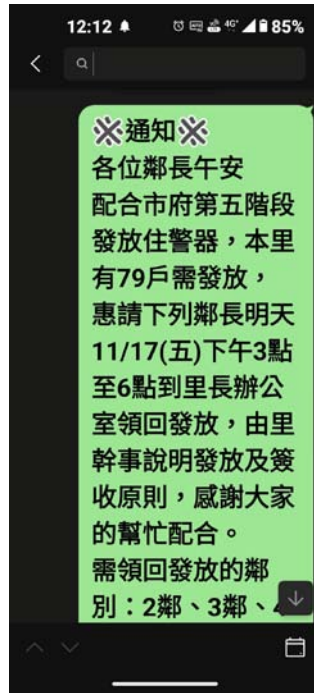 12:12 4G+ 85%
※通知※
各位鄰長午安
配合市府第五階段
發放住警器，本里
有79戶需發放，
惠請下列鄰長明天
11/17(五)下午3點
至6點到里長辦公
室領回發放，由里
幹事說明發放及簽
收原則，感謝大家
的幫忙配合。
需領回發放的鄰
別：2鄰、3鄰、